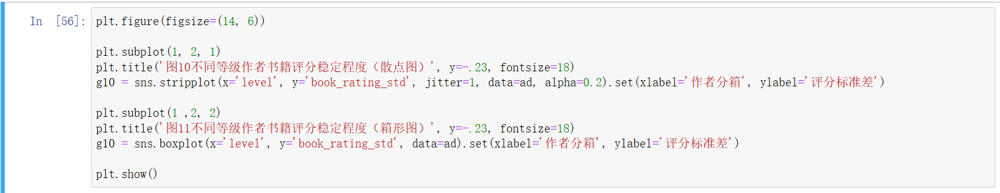 In [56]: plt.figure(figsize=(14, 6))
plt.subplot(1, 2, 1)
plt.title('图10不同等级作者书籍评分稳定程度（散点图）', y=-.23, fontsize=18)
g10 = sns.stripplot(x='level', y='book_rating_std', jitter=1, data=ad, alpha=0.2).set(xlabel='作者分箱', ylabel='评分标准差')
plt.subplot(1 ,2, 2)
plt.title('图11不同等级作者书籍评分稳定程度（箱形图）', y=-.23, fontsize=18)
g10 = sns.boxplot(x='level', y='book_rating_std', data=ad).set(xlabel='作者分箱', ylabel='评分标准差')
plt.show()